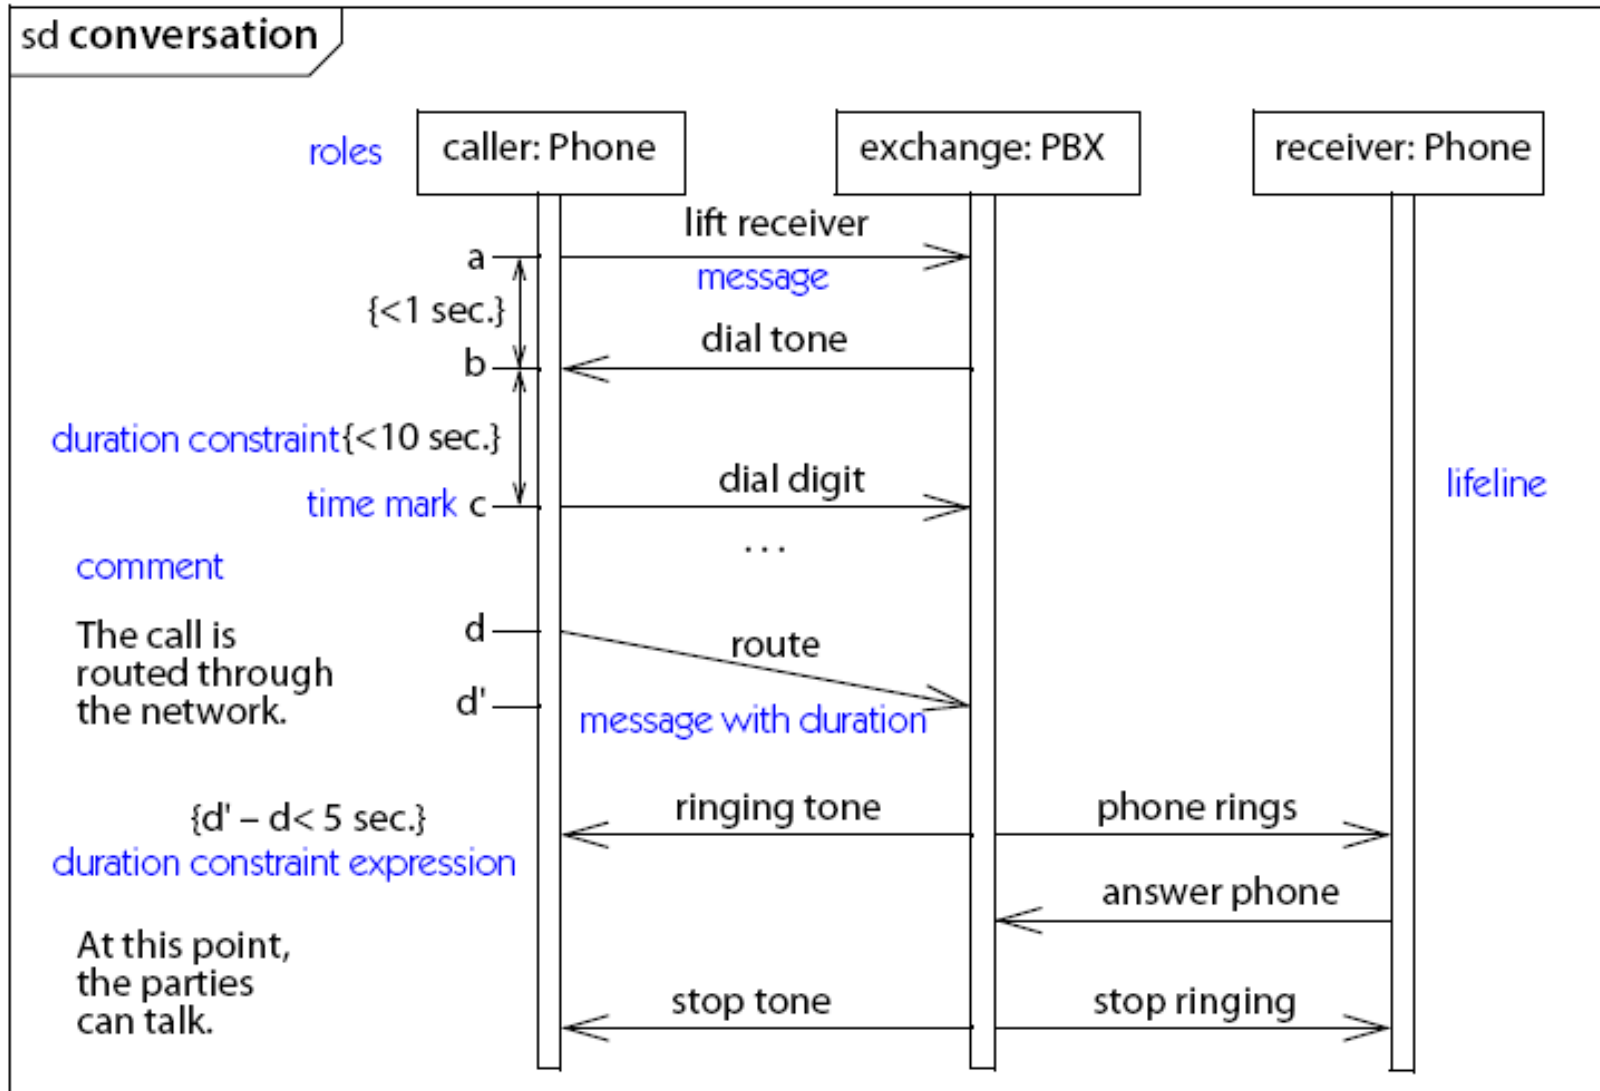 sd conversation
roles
caller: Phone
exchange: PBX
receiver: Phone
lift receiver
a
message
{<1 sec.}
dial tone
b
duration constraint {<10 sec.}
dial digit
lifeline
time mark c
...
comment
The call is
routed through
the network.
d
route
d'
message with duration
{d' – d< 5 sec.}
ringing tone
phone rings
duration constraint expression
answer phone
At this point,
the parties
can talk.
stop tone
stop ringing